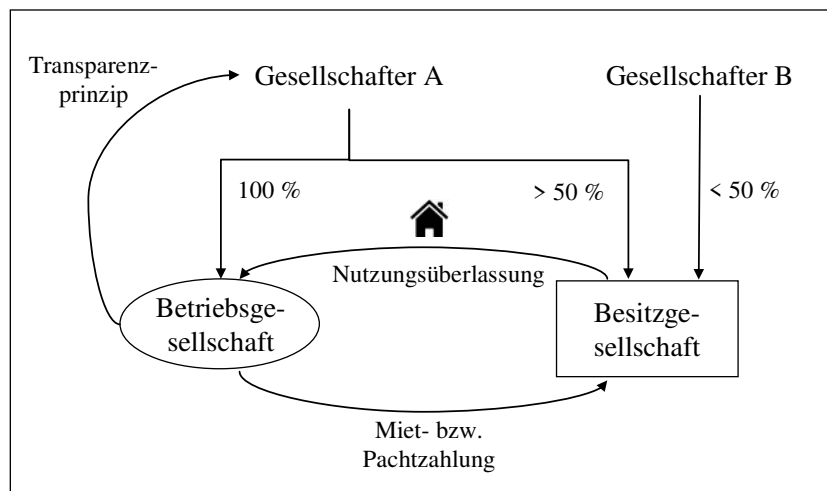 Transparenz-
prinzip
Gesellschafter A
Gesellschafter B
100 %
> 50 %
< 50 %
Nutzungsüberlassung
Betriebsge-
sellschaft
Besitzge-
sellschaft
Miet- bzw.
Pachtzahlung